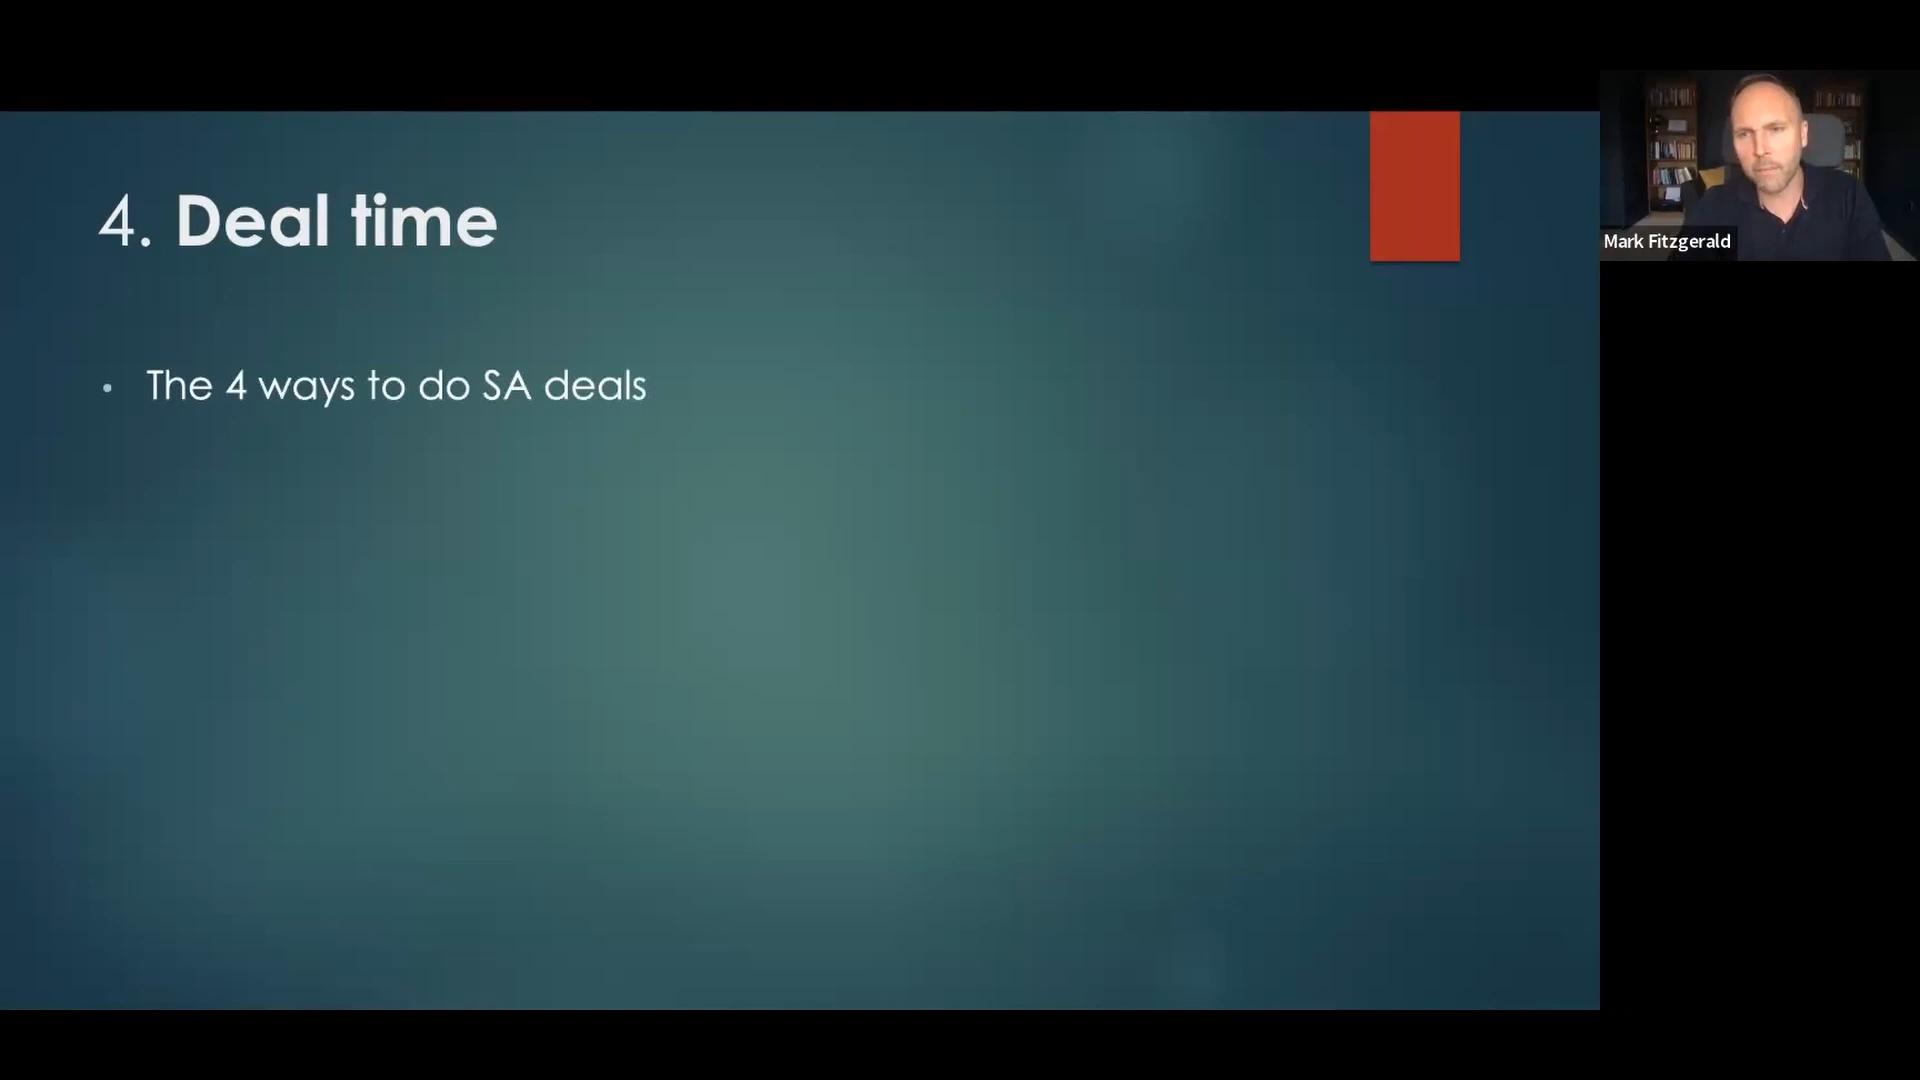 4. Deal time
• The 4 ways to do SA deals
Mark Fitzgerald